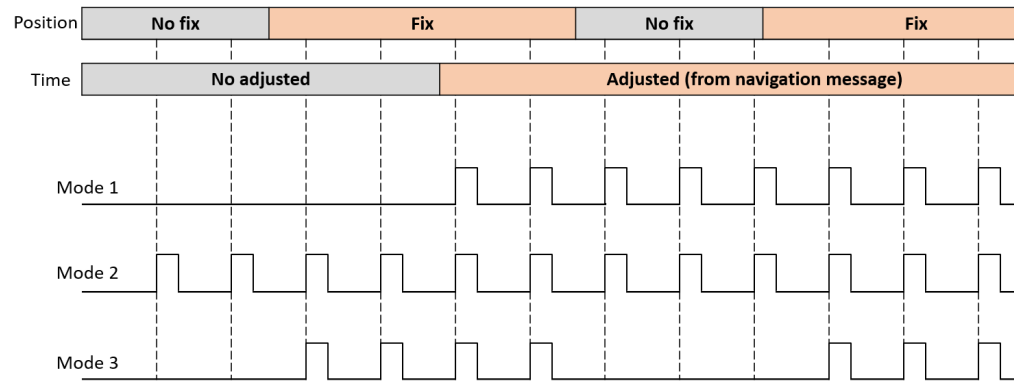 Position No fix Fix No fix Fix
Time No adjusted Adjusted (from navigation message)
Mode 1
Mode 2
Mode 3